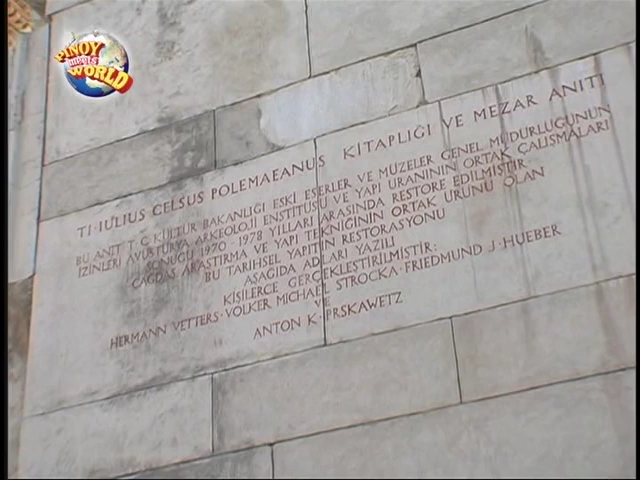 PINOY
meets
WORLD
TI·IULIUS CELSUS POLEMAEANUS KITAPLIĞI VE MEZAR ANITI
BU ANIT T.C. KÜLTÜR BAKANLIĞI ESKİ ESERLER VE MÜZELER GENEL MÜDÜRLÜĞÜNÜN
İZİNLERİ AVUSTURYA ARKEOLOJİ ENSTİTÜSÜ VE YAPI URANININ ORTAK ÇALIŞMALARI
SONUĞU 1970 - 1978 YILLARI ARASINDA RESTORE EDİLMİŞTİR
ÇAĞDAŞ ARAŞTIRMA VE YAPI TEKNİĞİNİN ORTAK ÜRÜNÜ OLAN
BU TARİHSEL YAPITIN RESTORASYONU
AŞAĞIDA ADLARI YAZILI
KİŞİLERCE GERÇEKLEŞTİRİLMİŞTİR:
HERMANN VETTERS·VOLKER MICHAEL STROCKA·FRIEDMUND J·HUEBER
VE
ANTON K·PRSKAWETZ